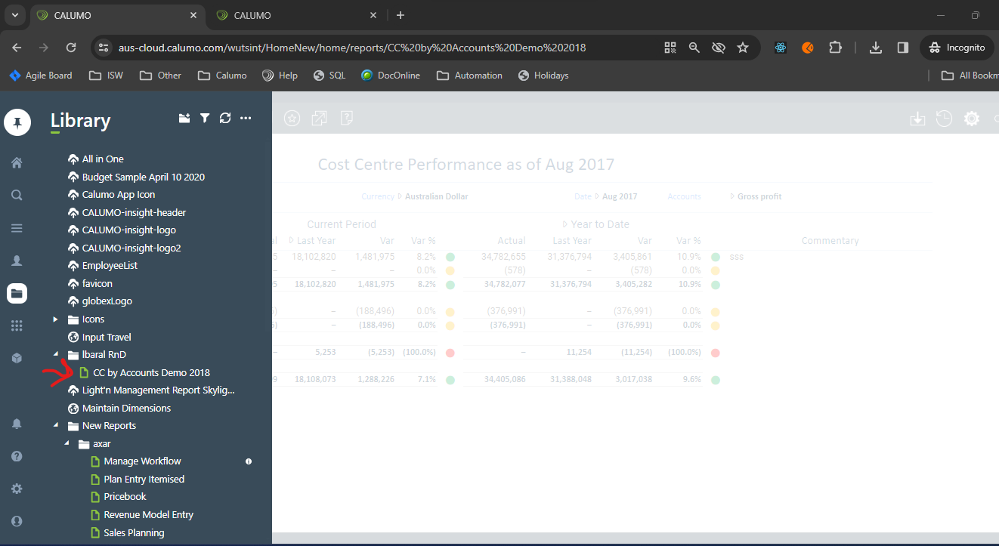 CALUMO
CALUMO
aus-cloud.calumo.com/wutsint/HomeNew/home/reports/CC%20by%20Accounts%20Demo%202018
Incognito
Agile Board ISW Other Calumo Help SQL DocOnline Automation Holidays All Bookm
Library
All in One
Budget Sample April 10 2020
Calumo App Icon
CALUMO-insight-header
CALUMO-insight-logo
CALUMO-insight-logo2
EmployeeList
favicon
globexLogo
Icons
Input Travel
lbaral RnD
CC by Accounts Demo 2018
Light'n Management Report Skylig...
Maintain Dimensions
New Reports
axar
Manage Workflow
Plan Entry Itemised
Pricebook
Revenue Model Entry
Sales Planning
Cost Centre Performance as of Aug 2017
Currency Australian Dollar Date Aug 2017 Accounts Gross profit
Current Period Year to Date
al Last Year Var Var % Actual Last Year Var Var % Commentary
5 18,102,820 1,481,975 8.2% 34,782,655 31,376,794 3,405,861 10.9% sss
– – – 0.0% (578) – (578) 0.0%
5 18,102,820 1,481,975 8.2% 34,782,077 31,376,794 3,405,282 10.9%
) – (188,496) 0.0% (376,991) – (376,991) 0.0%
) – (188,496) 0.0% (376,991) – (376,991) 0.0%
– 5,253 (5,253) (100.0%) – 11,254 (11,254) (100.0%)
9 18,108,073 1,288,226 7.1% 34,405,086 31,388,048 3,017,038 9.6%